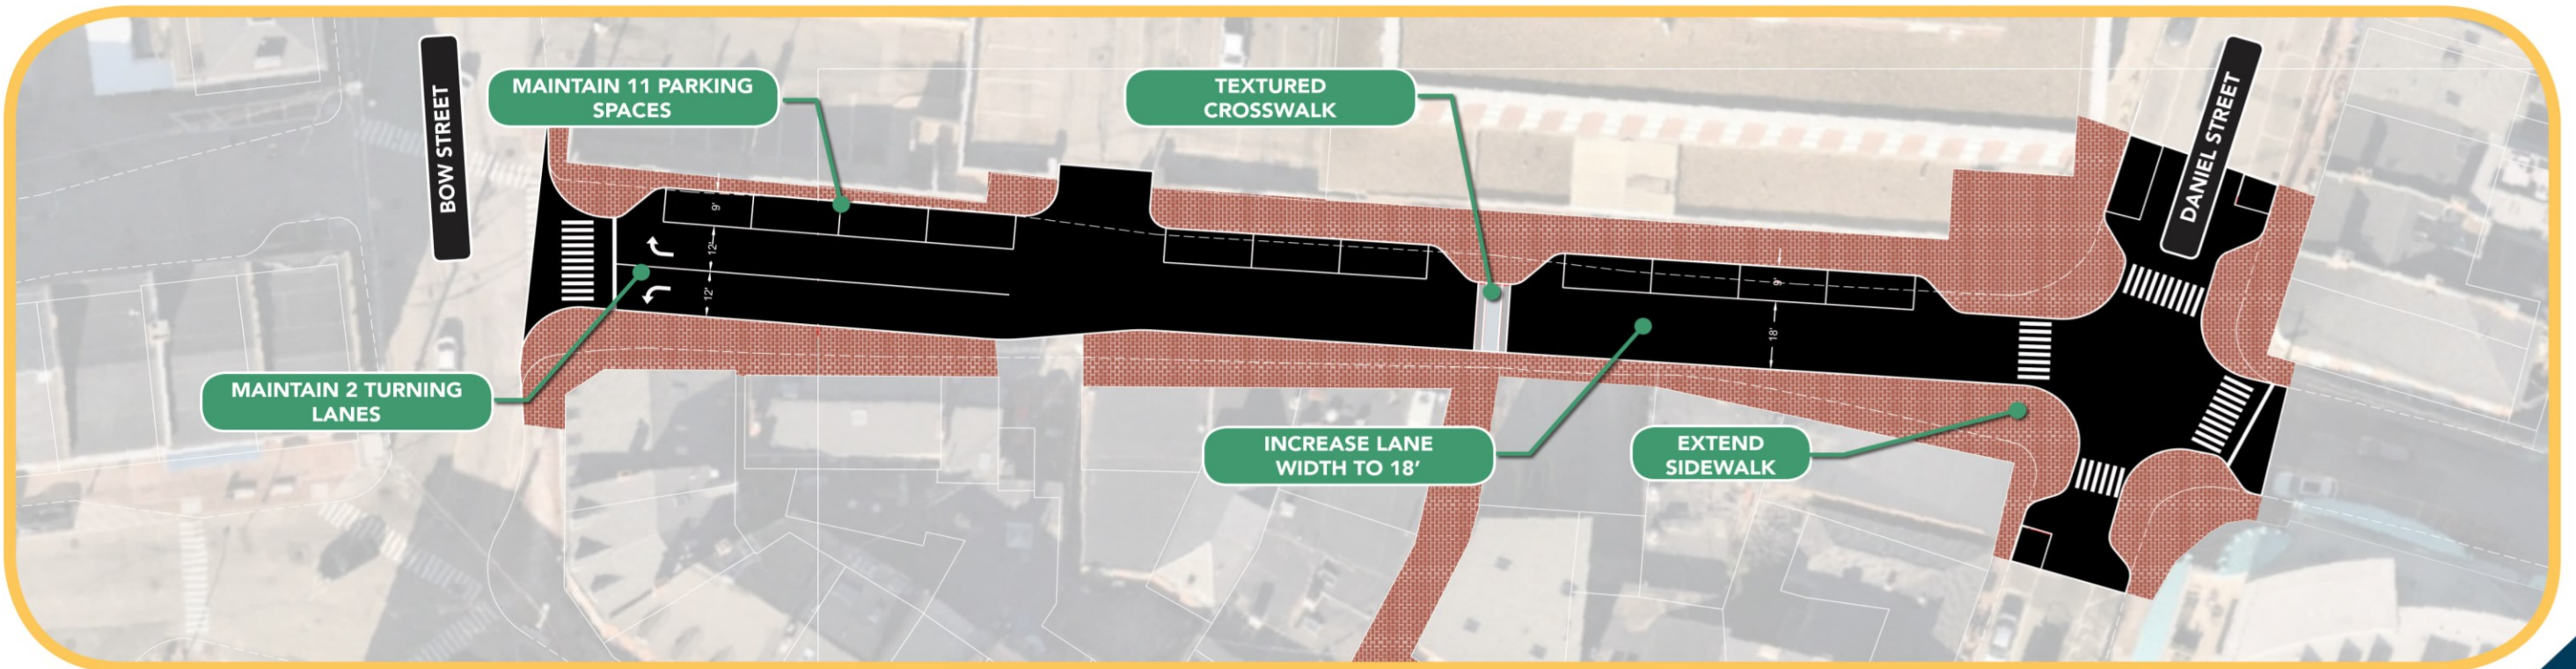 BOW STREET
MAINTAIN 11 PARKING
SPACES
TEXTURED
CROSSWALK
DANIEL STREET
9'
12'
12'
9'
18'
MAINTAIN 2 TURNING
LANES
INCREASE LANE
WIDTH TO 18’
EXTEND
SIDEWALK